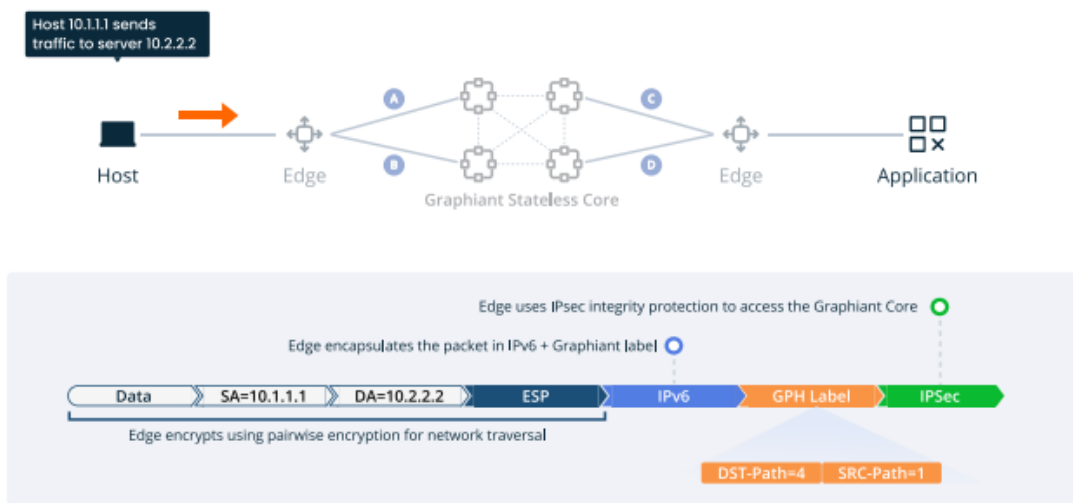 Host 10.1.1.1 sends
traffic to server 10.2.2.2
A
C
B
D
Host
Edge
Edge
Application
Graphiant Stateless Core
Edge uses IPsec integrity protection to access the Graphiant Core
Edge encapsulates the packet in IPv6 + Graphiant label
Data SA=10.1.1.1 DA=10.2.2.2 ESP IPv6 GPH Label IPSec
Edge encrypts using pairwise encryption for network traversal
DST-Path=4 SRC-Path=1